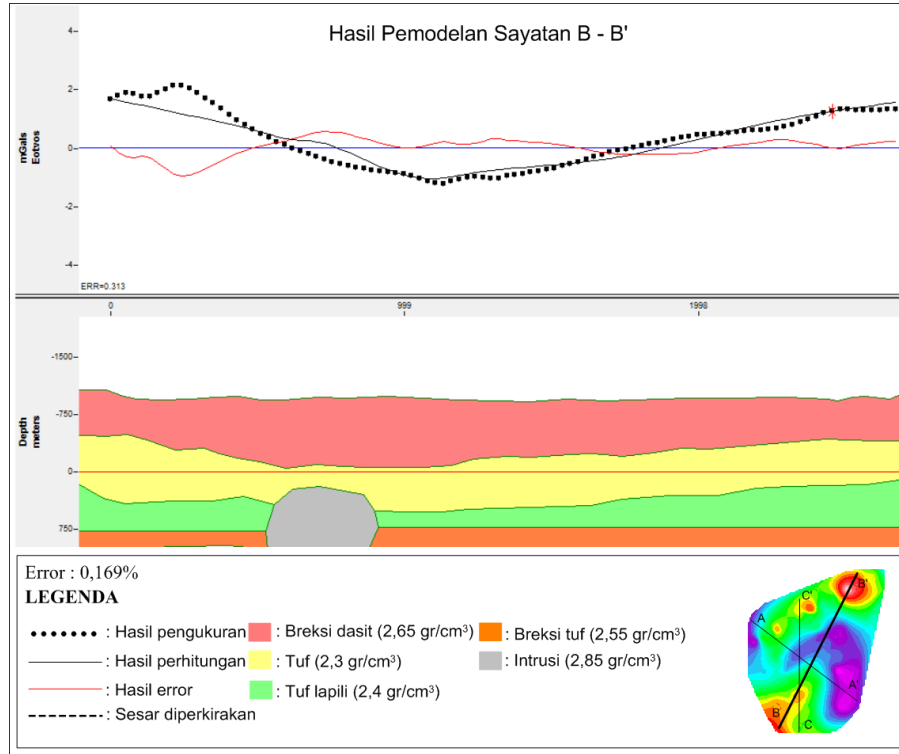 Hasil Pemodelan Sayatan B - B'
4
2
0
-2
-4
mGals
Eotvos
ERR=0.313
0 999 1998
-1500
-750
0
750
Depth
meters
Error : 0,169%
LEGENDA
: Hasil pengukuran
: Hasil perhitungan
: Hasil error
: Sesar diperkirakan
: Breksi dasit (2,65 gr/cm³)
: Tuf (2,3 gr/cm³)
: Tuf lapili (2,4 gr/cm³)
: Breksi tuf (2,55 gr/cm³)
: Intrusi (2,85 gr/cm³)
B'
C'
A
A'
B
C